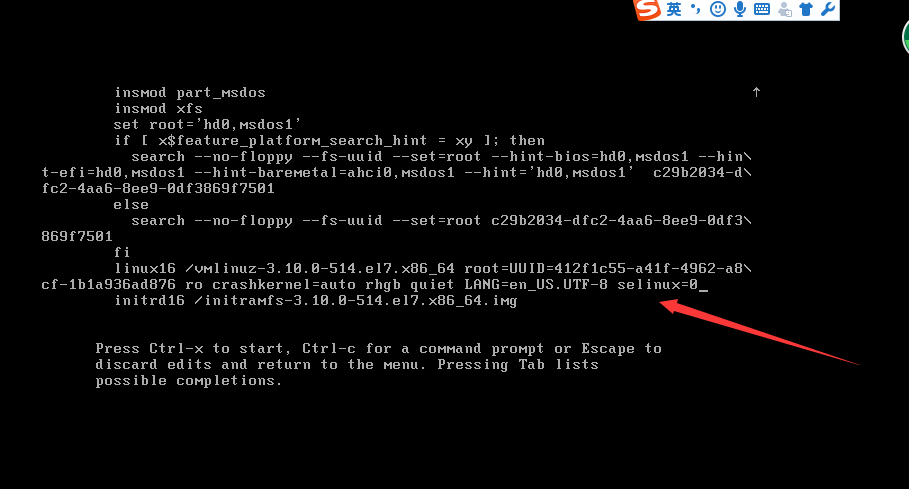 英
insmod part_msdos
insmod xfs
set root='hd0,msdos1'
if [ x$feature_platform_search_hint = xy ]; then
search --no-floppy --fs-uuid --set=root --hint-bios=hd0,msdos1 --hin\
t-efi=hd0,msdos1 --hint-baremetal=ahci0,msdos1 --hint='hd0,msdos1'  c29b2034-d\
fc2-4aa6-8ee9-0df3869f7501
else
search --no-floppy --fs-uuid --set=root c29b2034-dfc2-4aa6-8ee9-0df3\
869f7501
fi
linux16 /vmlinuz-3.10.0-514.el7.x86_64 root=UUID=412f1c55-a41f-4962-a8\
cf-1b1a936ad876 ro crashkernel=auto rhgb quiet LANG=en_US.UTF-8 selinux=0_
initrd16 /initramfs-3.10.0-514.el7.x86_64.img
Press Ctrl-x to start, Ctrl-c for a command prompt or Escape to
discard edits and return to the menu. Pressing Tab lists
possible completions.